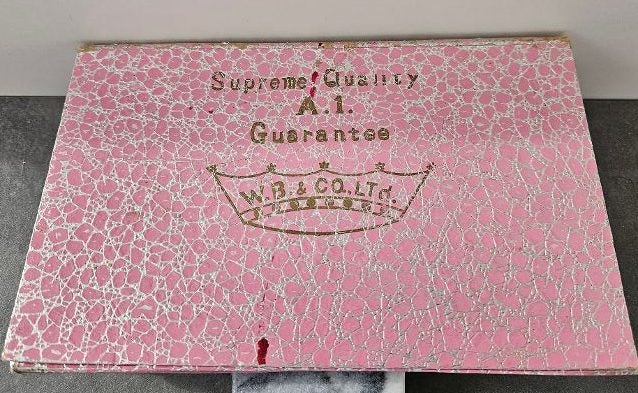 Supreme Quality
A.1.
Guarantee
W.B. & CO. LTd.